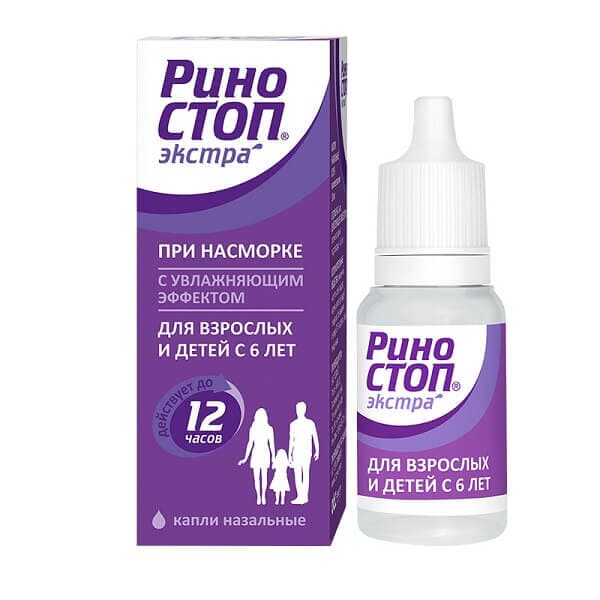 Рино
СТОП®
экстра
ПРИ НАСМОРКЕ
С УВЛАЖНЯЮЩИМ
ЭФФЕКТОМ
ДЛЯ ВЗРОСЛЫХ
И ДЕТЕЙ С 6 ЛЕТ
действует до
12
часов
капли назальные
Рино
СТОП®
экстра
ДЛЯ ВЗРОСЛЫХ
И ДЕТЕЙ С 6 ЛЕТ